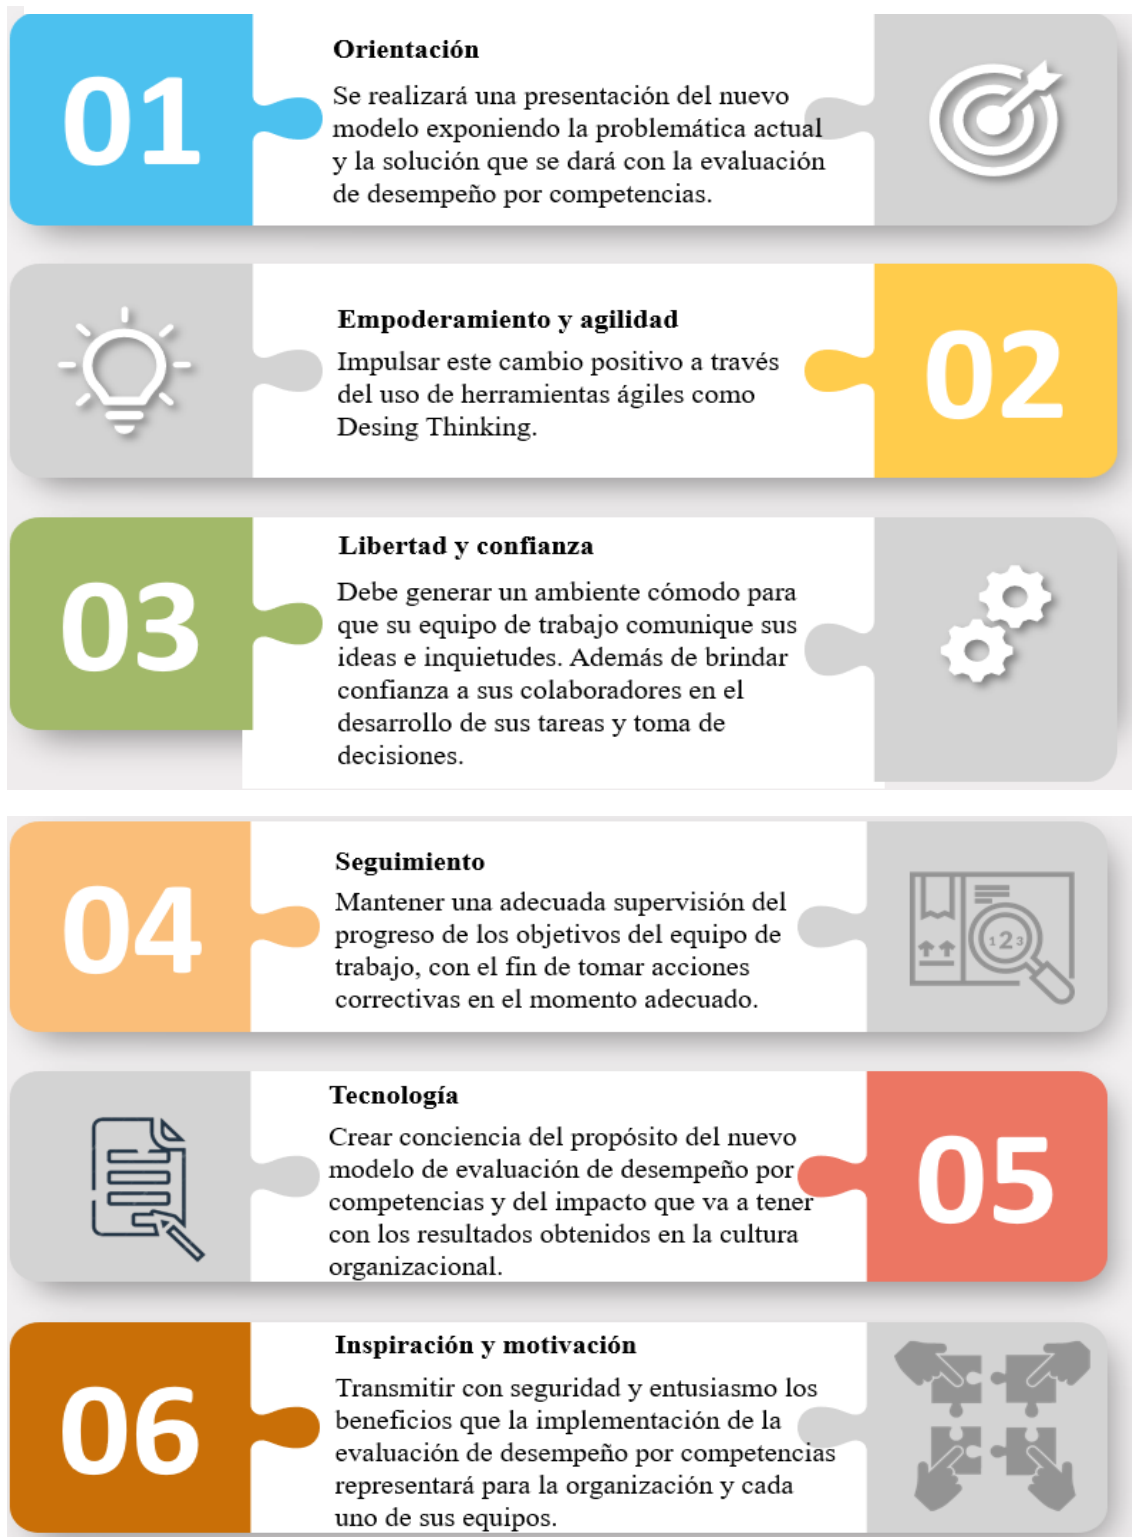 01
Orientación
Se realizará una presentación del nuevo
modelo exponiendo la problemática actual
y la solución que se dará con la evaluación
de desempeño por competencias.
Empoderamiento y agilidad
Impulsar este cambio positivo a través
del uso de herramientas ágiles como
Desing Thinking.
02
03
Libertad y confianza
Debe generar un ambiente cómodo para
que su equipo de trabajo comunique sus
ideas e inquietudes. Además de brindar
confianza a sus colaboradores en el
desarrollo de sus tareas y toma de
decisiones.
04
Seguimiento
Mantener una adecuada supervisión del
progreso de los objetivos del equipo de
trabajo, con el fin de tomar acciones
correctivas en el momento adecuado.
123
Tecnología
Crear conciencia del propósito del nuevo
modelo de evaluación de desempeño por
competencias y del impacto que va a tener
con los resultados obtenidos en la cultura
organizacional.
05
06
Inspiración y motivación
Transmitir con seguridad y entusiasmo los
beneficios que la implementación de la
evaluación de desempeño por competencias
representará para la organización y cada
uno de sus equipos.